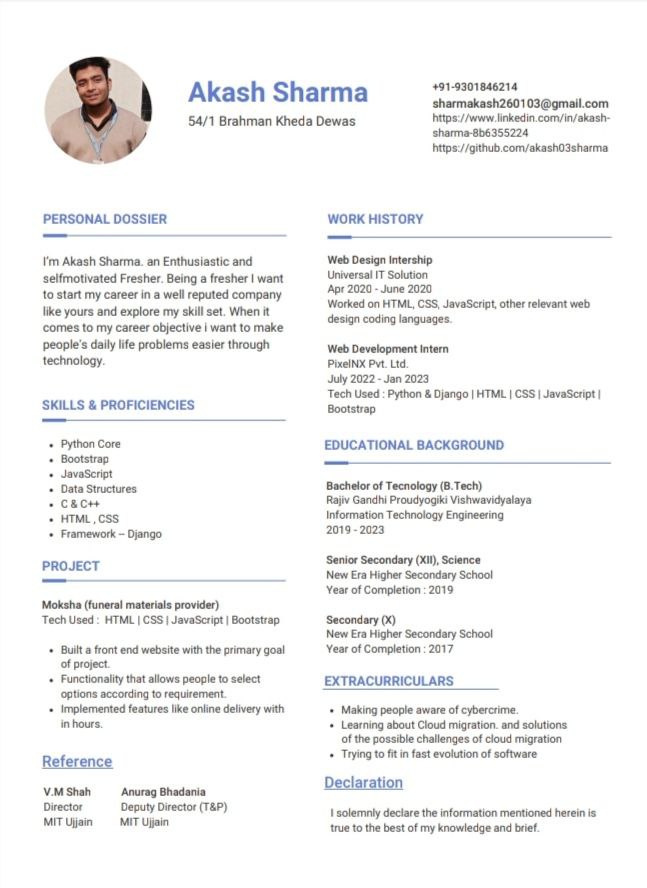 Akash Sharma
54/1 Brahman Kheda Dewas
+91-9301846214
sharmakash260103@gmail.com
https://www.linkedin.com/in/akash-
sharma-8b6355224
https://github.com/akash03sharma
PERSONAL DOSSIER
I'm Akash Sharma. an Enthusiastic and
selfmotivated Fresher. Being a fresher I want
to start my career in a well reputed company
like yours and explore my skill set. When it
comes to my career objective i want to make
people's daily life problems easier through
technology.
SKILLS & PROFICIENCIES
• Python Core
• Bootstrap
• JavaScript
• Data Structures
• C & C++
• HTML , CSS
• Framework – Django
PROJECT
Moksha (funeral materials provider)
Tech Used : HTML | CSS | JavaScript | Bootstrap
• Built a front end website with the primary goal
of project.
• Functionality that allows people to select
options according to requirement.
• Implemented features like online delivery with
in hours.
Reference
V.M Shah Anurag Bhadania
Director Deputy Director (T&P)
MIT Ujjain MIT Ujjain
WORK HISTORY
Web Design Intership
Universal IT Solution
Apr 2020 - June 2020
Worked on HTML, CSS, JavaScript, other relevant web
design coding languages.
Web Development Intern
PixelNX Pvt. Ltd.
July 2022 - Jan 2023
Tech Used : Python & Django | HTML | CSS | JavaScript |
Bootstrap
EDUCATIONAL BACKGROUND
Bachelor of Tecnology (B.Tech)
Rajiv Gandhi Proudyogiki Vishwavidyalaya
Information Technology Engineering
2019 - 2023
Senior Secondary (XII), Science
New Era Higher Secondary School
Year of Completion : 2019
Secondary (X)
New Era Higher Secondary School
Year of Completion : 2017
EXTRACURRICULARS
• Making people aware of cybercrime.
• Learning about Cloud migration. and solutions
of the possible challenges of cloud migration
• Trying to fit in fast evolution of software
Declaration
I solemnly declare the information mentioned herein is
true to the best of my knowledge and brief.